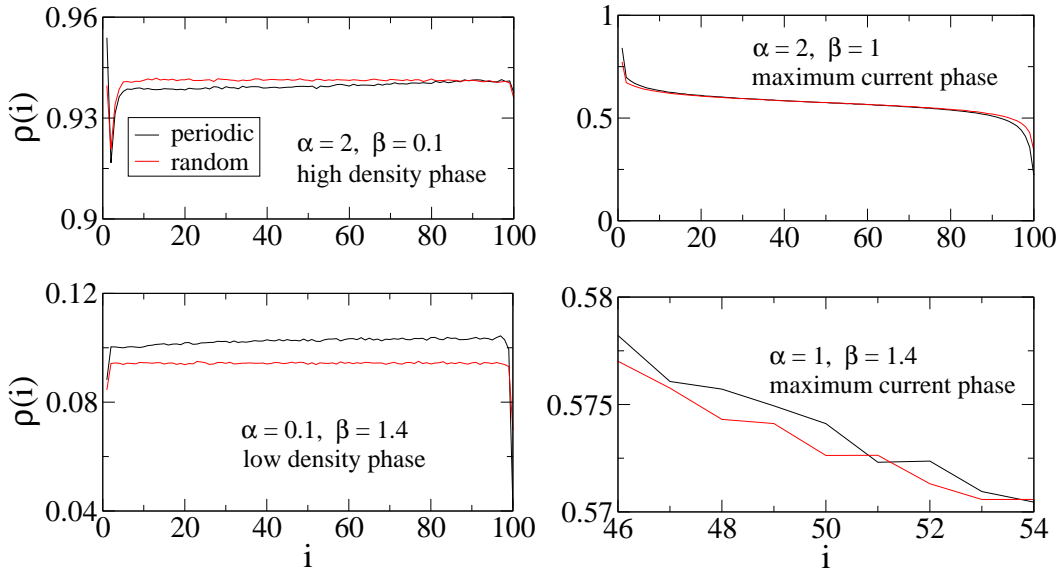 0.96
ρ(i)
0.93
0.9
periodic
random
α = 2, β = 0.1
high density phase
0 20 40 60 80 100
1
0.5
0
α = 2, β = 1
maximum current phase
0 20 40 60 80 100
0.12
ρ(i)
0.08
0.04
α = 0.1, β = 1.4
low density phase
0 20 40 60 80 100
i
0.58
0.575
0.57
α = 1, β = 1.4
maximum current phase
46 48 50 52 54
i